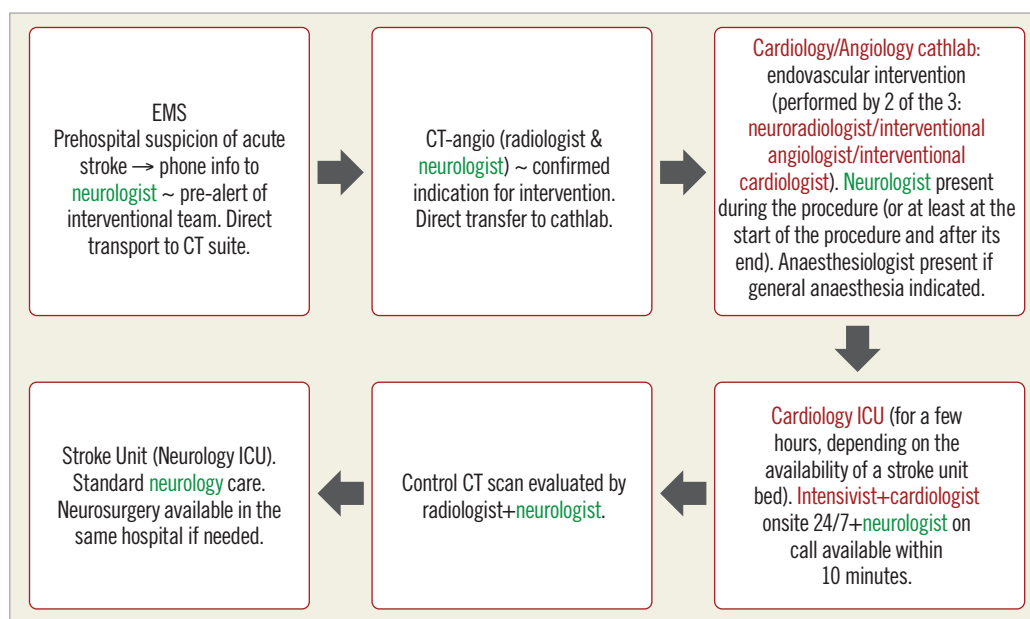 EMS
Prehospital suspicion of acute
stroke → phone info to
neurologist ~ pre-alert of
interventional team. Direct
transport to CT suite.
CT-angio (radiologist &
neurologist) ~ confirmed
indication for intervention.
Direct transfer to cathlab.
Cardiology/Angiology cathlab:
endovascular intervention
(performed by 2 of the 3:
neuroradiologist/interventional
angiologist/interventional
cardiologist). Neurologist present
during the procedure (or at least at the
start of the procedure and after its
end). Anaesthesiologist present if
general anaesthesia indicated.
Cardiology ICU (for a few
hours, depending on the
availability of a stroke unit
bed). Intensivist+cardiologist
onsite 24/7+neurologist on
call available within
10 minutes.
Control CT scan evaluated by
radiologist+neurologist.
Stroke Unit (Neurology ICU).
Standard neurology care.
Neurosurgery available in the
same hospital if needed.